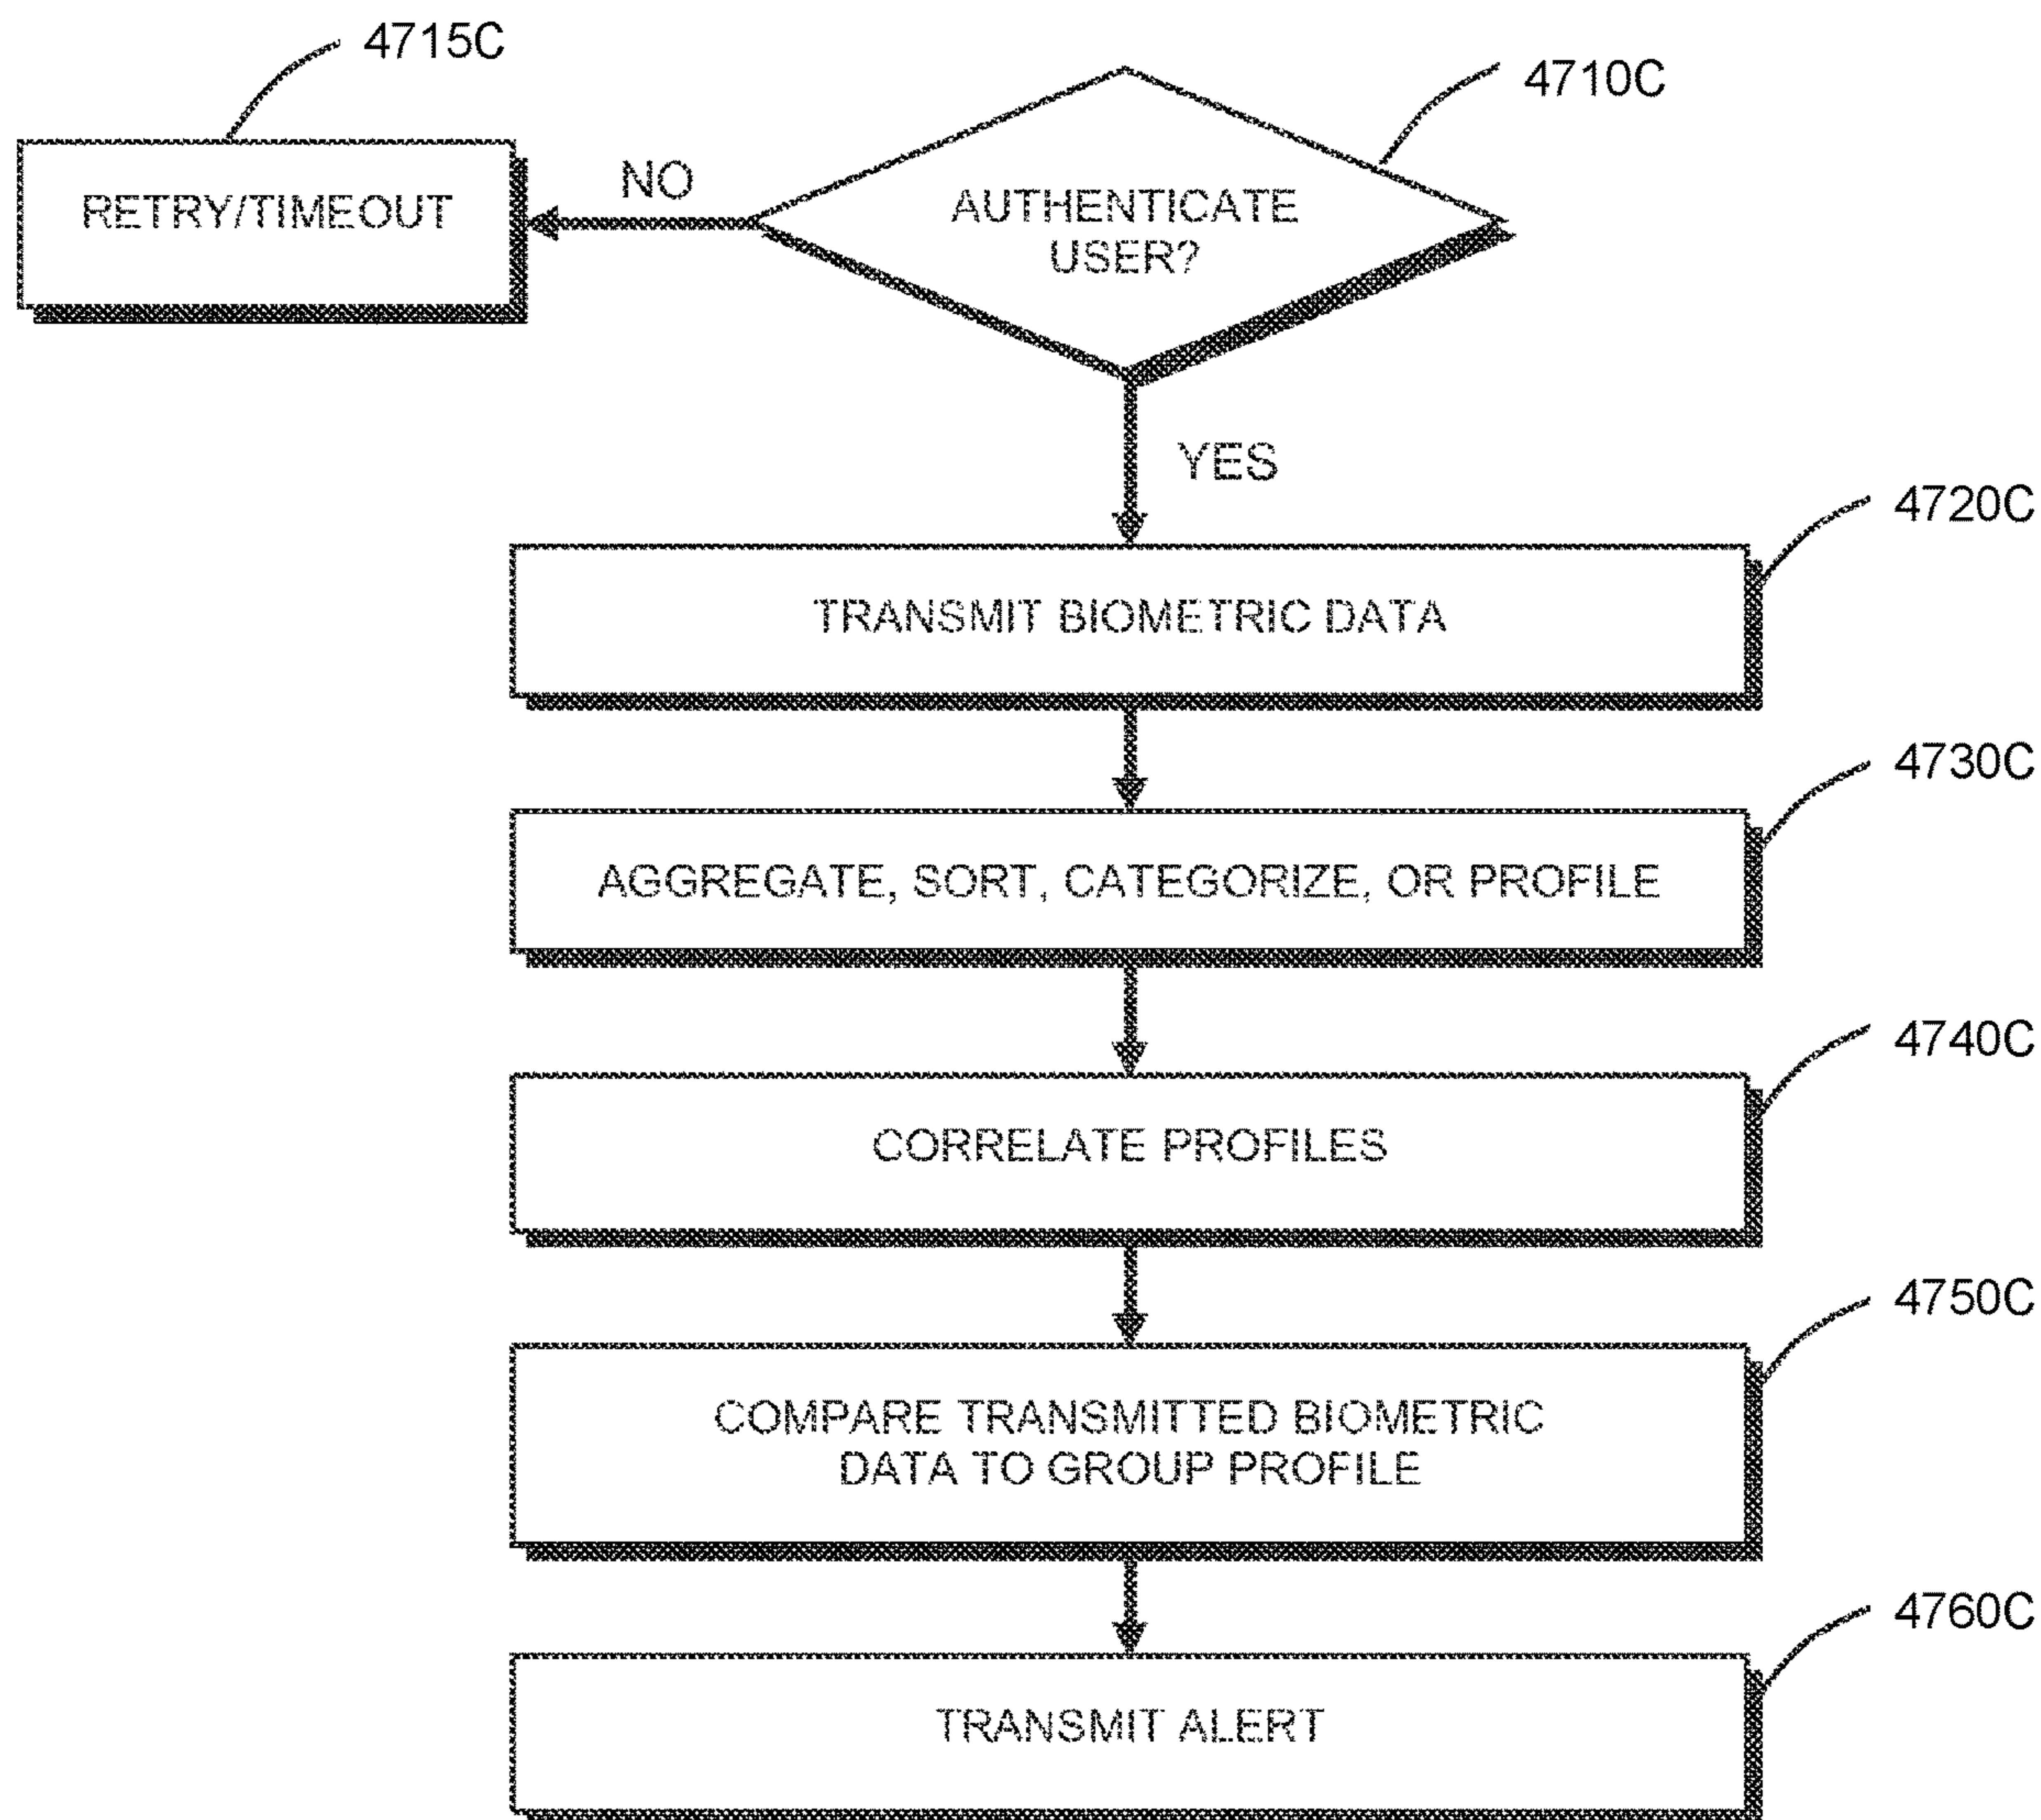 4715C
4710C
RETRY/TIMEOUT
NO
AUTHENTICATE
USER?
YES
4720C
TRANSMIT BIOMETRIC DATA
4730C
AGGREGATE, SORT, CATEGORIZE, OR PROFILE
4740C
CORRELATE PROFILES
4750C
COMPARE TRANSMITTED BIOMETRIC
DATA TO GROUP PROFILE
4760C
TRANSMIT ALERT